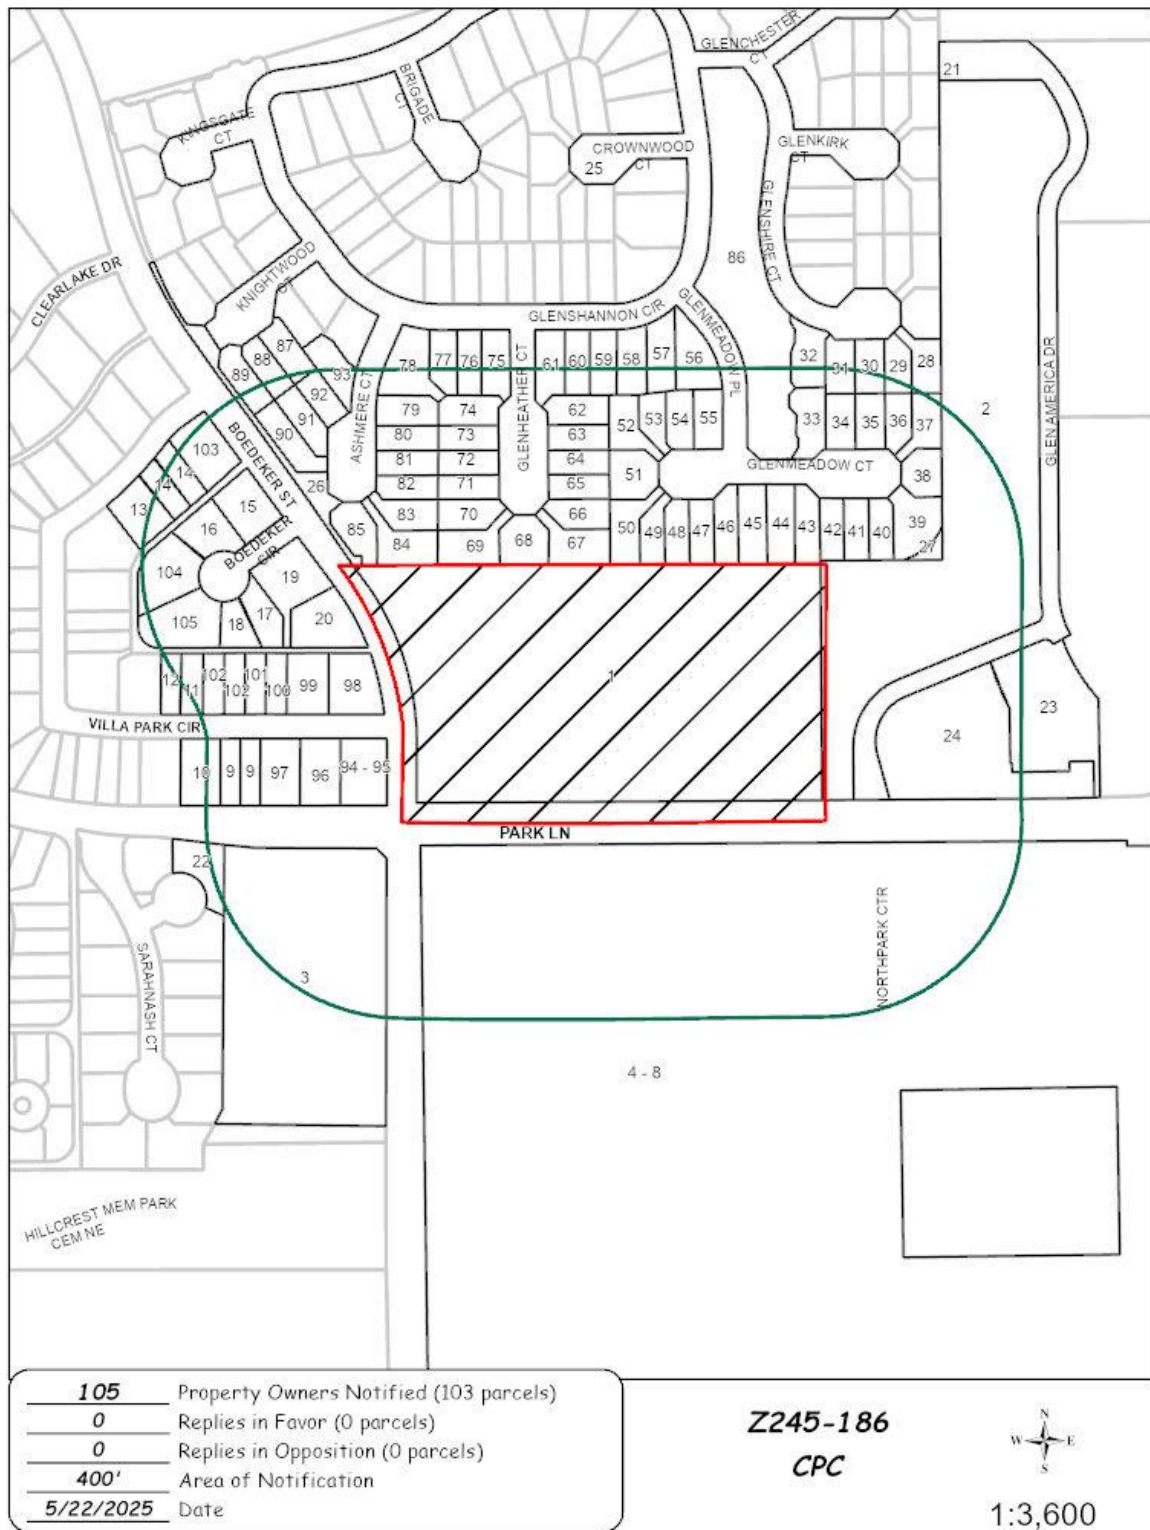 GLENCHESTER
CT
21
BRIGADE
CT
KINGSGATE
CT
CROWNWOOD
CT
25
GLENKIRK
CT
GLENSHIRE CT
86
2
CLEARLAKE DR
KNIGHTWOOD
CT
GLENSHANNON CIR
GLENMEADOW PL
GLEN AMERICA DR
87
88
89
93
92
91
90
78
77
76
75
61
60
59
58
57
56
32
31
30
29
28
ASHMERE CT
GLENHEATHER CT
79
74
62
80
73
63
81
72
64
82
71
65
83
70
66
84
69
68
67
85
26
52
53
54
55
33
34
35
36
37
51
GLENMEADOW CT
38
50
49
48
47
46
45
44
43
42
41
40
39
27
BOEDEKER ST
103
14
14
13
15
16
BOEDEKER
CIR
104
19
105
18
17
20
1
12
11
102
102
101
100
99
98
VILLA PARK CIR
10
9
9
97
96
94 - 95
23
24
PARK LN
22
3
SARAHNASH CT
NORTHPARK CTR
4 - 8
HILLCREST MEM PARK
CEM NE
105 Property Owners Notified (103 parcels)
0 Replies in Favor (0 parcels)
0 Replies in Opposition (0 parcels)
400' Area of Notification
5/22/2025 Date
Z245-186
CPC
N
W E
S
1:3,600